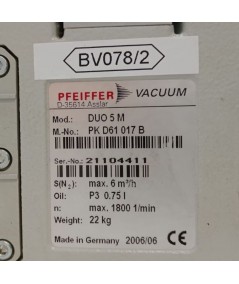 BV078/2
PFEIFFER VACUUM
D-35614 Asslar
Mod.: DUO 5 M
M.-No.: PK D61 017 B
Ser.-No.: 21104411
S(N₂): max. 6 m³/h
Oil: P3 0.75 l
n: max. 1800 1/min
Weight: 22 kg
Made in Germany 2006/06 CE